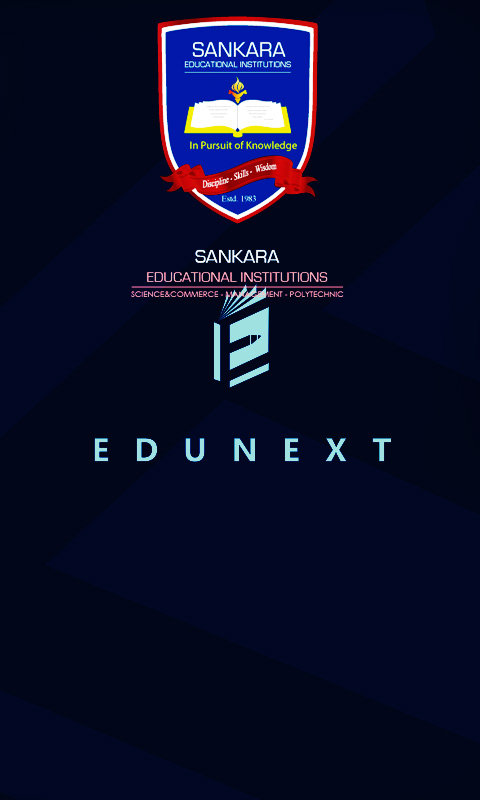 SANKARA
EDUCATIONAL INSTITUTIONS
In Pursuit of Knowledge
Discipline - Skills - Wisdom
Estd. 1983
SANKARA
EDUCATIONAL INSTITUTIONS
SCIENCE&COMMERCE - MANAGEMENT - POLYTECHNIC
EDUNEXT